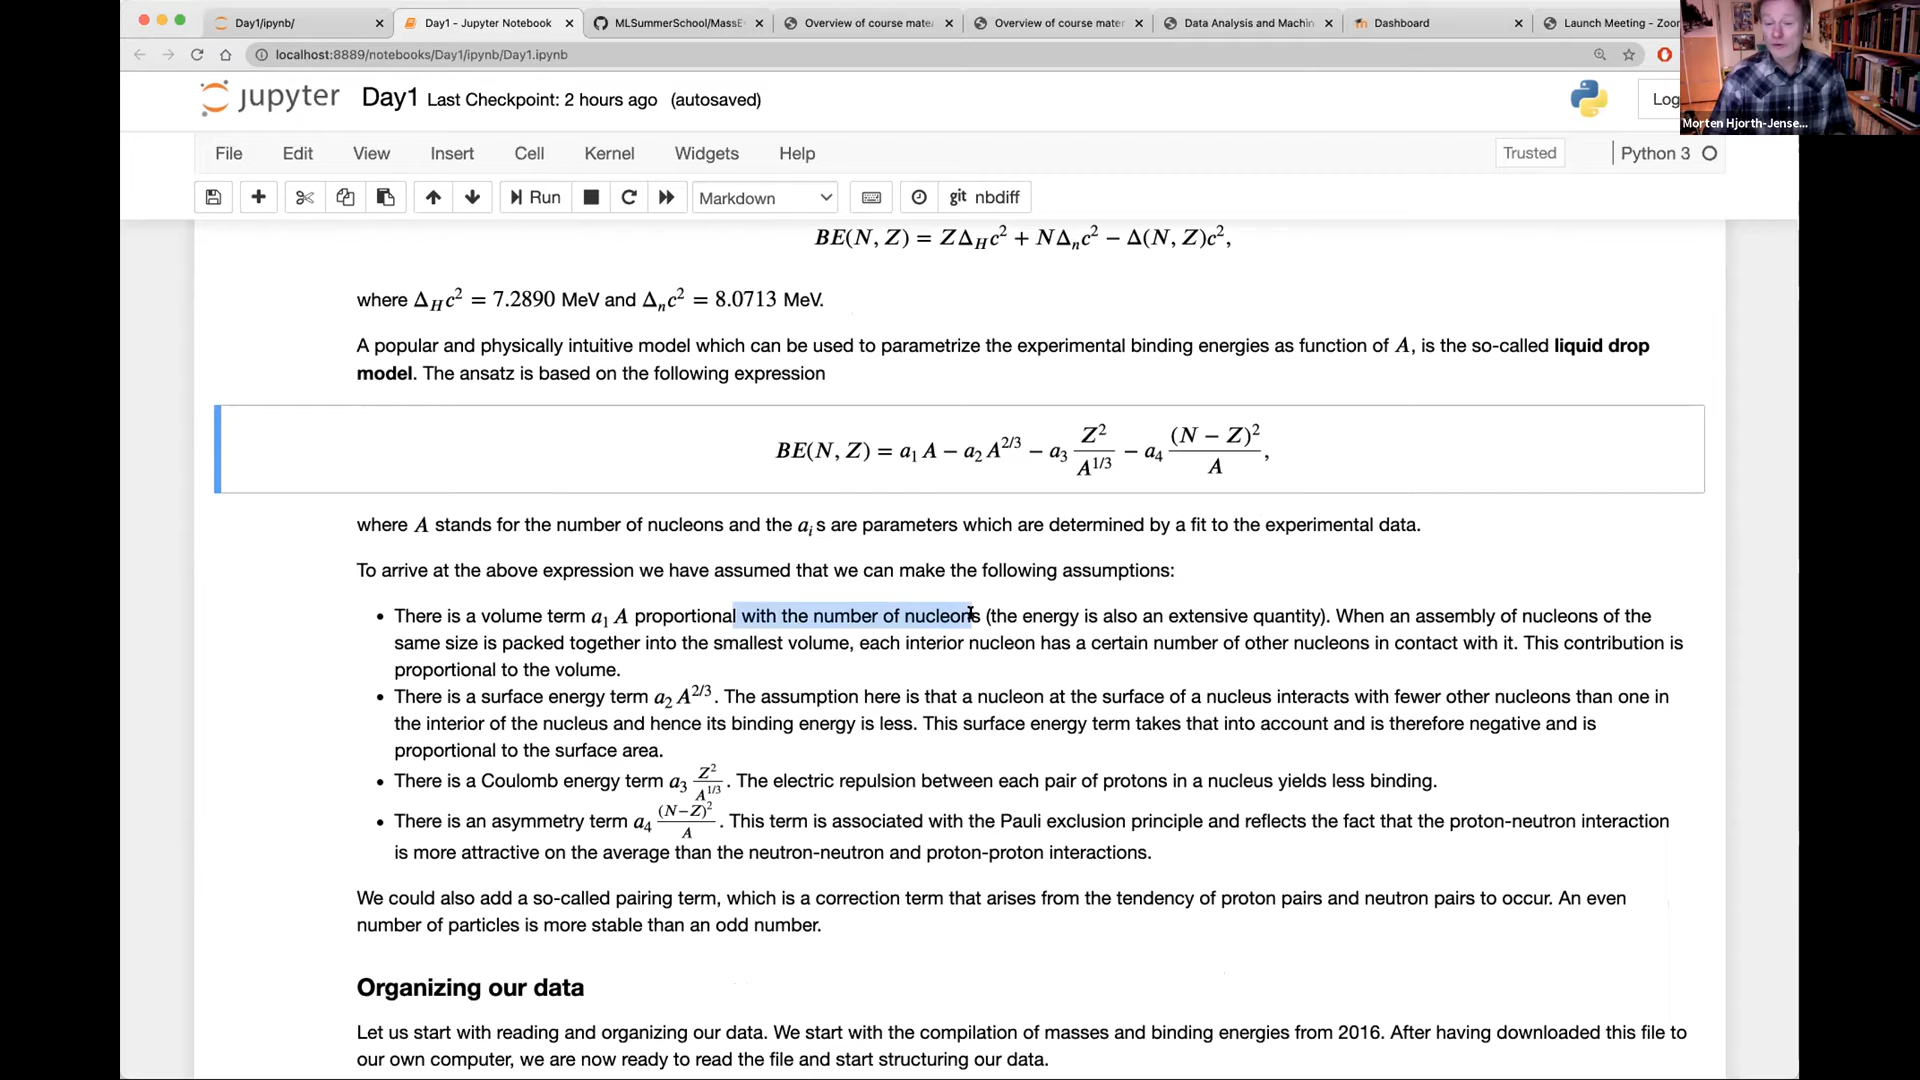 Day1/ipynb/
Day1 - Jupyter Notebook
MLSummerSchool/MassE
Overview of course mate
Overview of course mater
Data Analysis and Machin
Dashboard
Launch Meeting - Zoo
localhost:8889/notebooks/Day1/ipynb/Day1.ipynb
jupyter Day1 Last Checkpoint: 2 hours ago (autosaved)
Log
Morten Hjorth-Jense...
File Edit View Insert Cell Kernel Widgets Help
Trusted
Python 3
Run
Markdown
git nbdiff
BE(N, Z) = ZΔ_H c² + NΔ_n c² − Δ(N, Z)c²,
where Δ_H c² = 7.2890 MeV and Δ_n c² = 8.0713 MeV.
A popular and physically intuitive model which can be used to parametrize the experimental binding energies as function of A, is the so-called liquid drop
model. The ansatz is based on the following expression
BE(N, Z) = a₁A − a₂A^{2/3} − a₃ Z²/A^{1/3} − a₄ (N − Z)²/A,
where A stands for the number of nucleons and the a_i s are parameters which are determined by a fit to the experimental data.
To arrive at the above expression we have assumed that we can make the following assumptions:
• There is a volume term a₁A proportional with the number of nucleons (the energy is also an extensive quantity). When an assembly of nucleons of the
same size is packed together into the smallest volume, each interior nucleon has a certain number of other nucleons in contact with it. This contribution is
proportional to the volume.
• There is a surface energy term a₂A^{2/3}. The assumption here is that a nucleon at the surface of a nucleus interacts with fewer other nucleons than one in
the interior of the nucleus and hence its binding energy is less. This surface energy term takes that into account and is therefore negative and is
proportional to the surface area.
• There is a Coulomb energy term a₃ Z²/A^{1/3}. The electric repulsion between each pair of protons in a nucleus yields less binding.
• There is an asymmetry term a₄ (N−Z)²/A. This term is associated with the Pauli exclusion principle and reflects the fact that the proton-neutron interaction
is more attractive on the average than the neutron-neutron and proton-proton interactions.
We could also add a so-called pairing term, which is a correction term that arises from the tendency of proton pairs and neutron pairs to occur. An even
number of particles is more stable than an odd number.
Organizing our data
Let us start with reading and organizing our data. We start with the compilation of masses and binding energies from 2016. After having downloaded this file to
our own computer, we are now ready to read the file and start structuring our data.